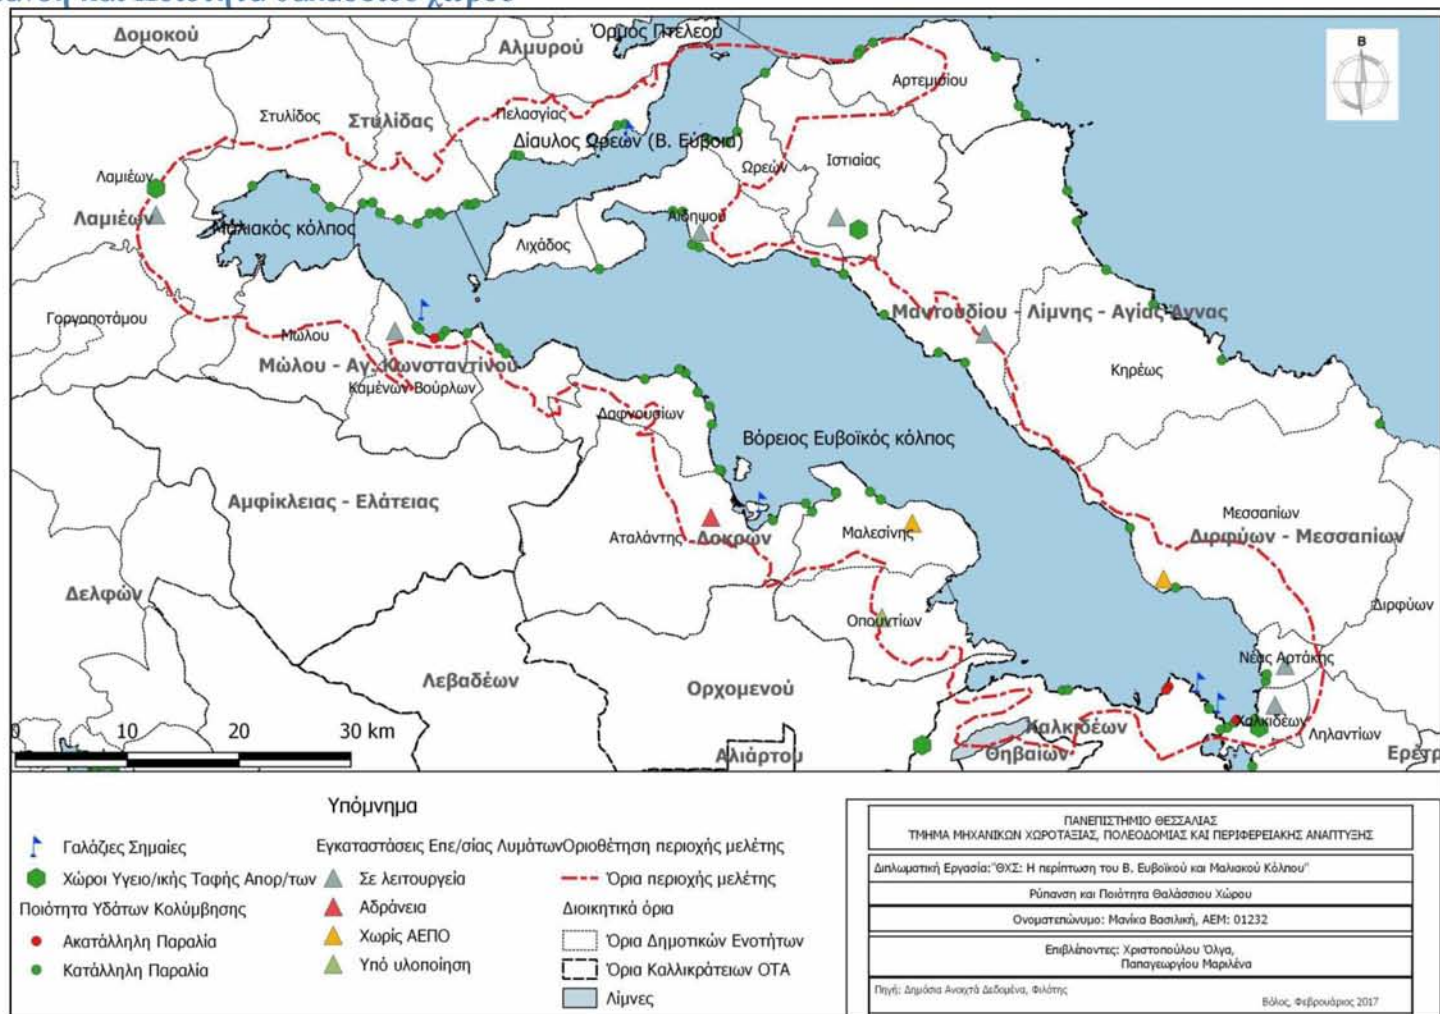 Δομοκού
Αλμυρού
Όρμος Πτελεού
Αρτεμισίου
Β
Στυλίδος
Στυλίδας
Πελασγίας
Δίαυλος Ωρεών (Β. Εύβοια)
Ωρεών
Ιστιαίας
Λαμιέων
Λαμιέων
Μαλιακός κόλπος
Αιδηψού
Λιχάδος
Γοργοποτάμου
Μώλου
Μώλου - Αγ. Κωνσταντίνου
Καμένων Βούρλων
Μαντουδίου - Λίμνης - Αγίας Άννας
Κηρέως
Δαφνουσίων
Βόρειος Ευβοϊκός κόλπος
Αμφίκλειας - Ελάτειας
Αταλάντης
Λοκρών
Μαλεσίνης
Μεσσαπίων
Διρφύων - Μεσσαπίων
Δελφών
Διρφύων
Οπουντίων
Νέας Αρτάκης
Λεβαδέων
Ορχομενού
Χαλκιδέων
Χαλκιδέων
Ληλαντίων
Αλιάρτου
Θηβαίων
0 10 20 30 km
Υπόμνημα
Γαλάζιες Σημαίες
Χώροι Υγειο/ικής Ταφής Απορ/των
Ποιότητα Υδάτων Κολύμβησης
Ακατάλληλη Παραλία
Κατάλληλη Παραλία
Εγκαταστάσεις Επε/σίας Λυμάτων
Σε λειτουργεία
Αδράνεια
Χωρίς ΑΕΠΟ
Υπό υλοποίηση
Οριοθέτηση περιοχής μελέτης
Όρια περιοχής μελέτης
Διοικητικά όρια
Όρια Δημοτικών Ενοτήτων
Όρια Καλλικράτειων ΟΤΑ
Λίμνες
ΠΑΝΕΠΙΣΤΗΜΙΟ ΘΕΣΣΑΛΙΑΣ
ΤΜΗΜΑ ΜΗΧΑΝΙΚΩΝ ΧΩΡΟΤΑΞΙΑΣ, ΠΟΛΕΟΔΟΜΙΑΣ ΚΑΙ ΠΕΡΙΦΕΡΕΙΑΚΗΣ ΑΝΑΠΤΥΞΗΣ
Διπλωματική Εργασία:"ΘΧΣ: Η περίπτωση του Β. Ευβοϊκού και Μαλιακού Κόλπου"
Ρύπανση και Ποιότητα Θαλάσσιου Χώρου
Ονοματεπώνυμο: Μανίκα Βασιλική, ΑΕΜ: 01232
Επιβλέποντες: Χριστοπούλου Όλγα,
Παπαγεωργίου Μαριλένα
Πηγή: Δημόσια Ανοιχτά Δεδομένα, Φιλότης
Βόλος, Φεβρουάριος 2017